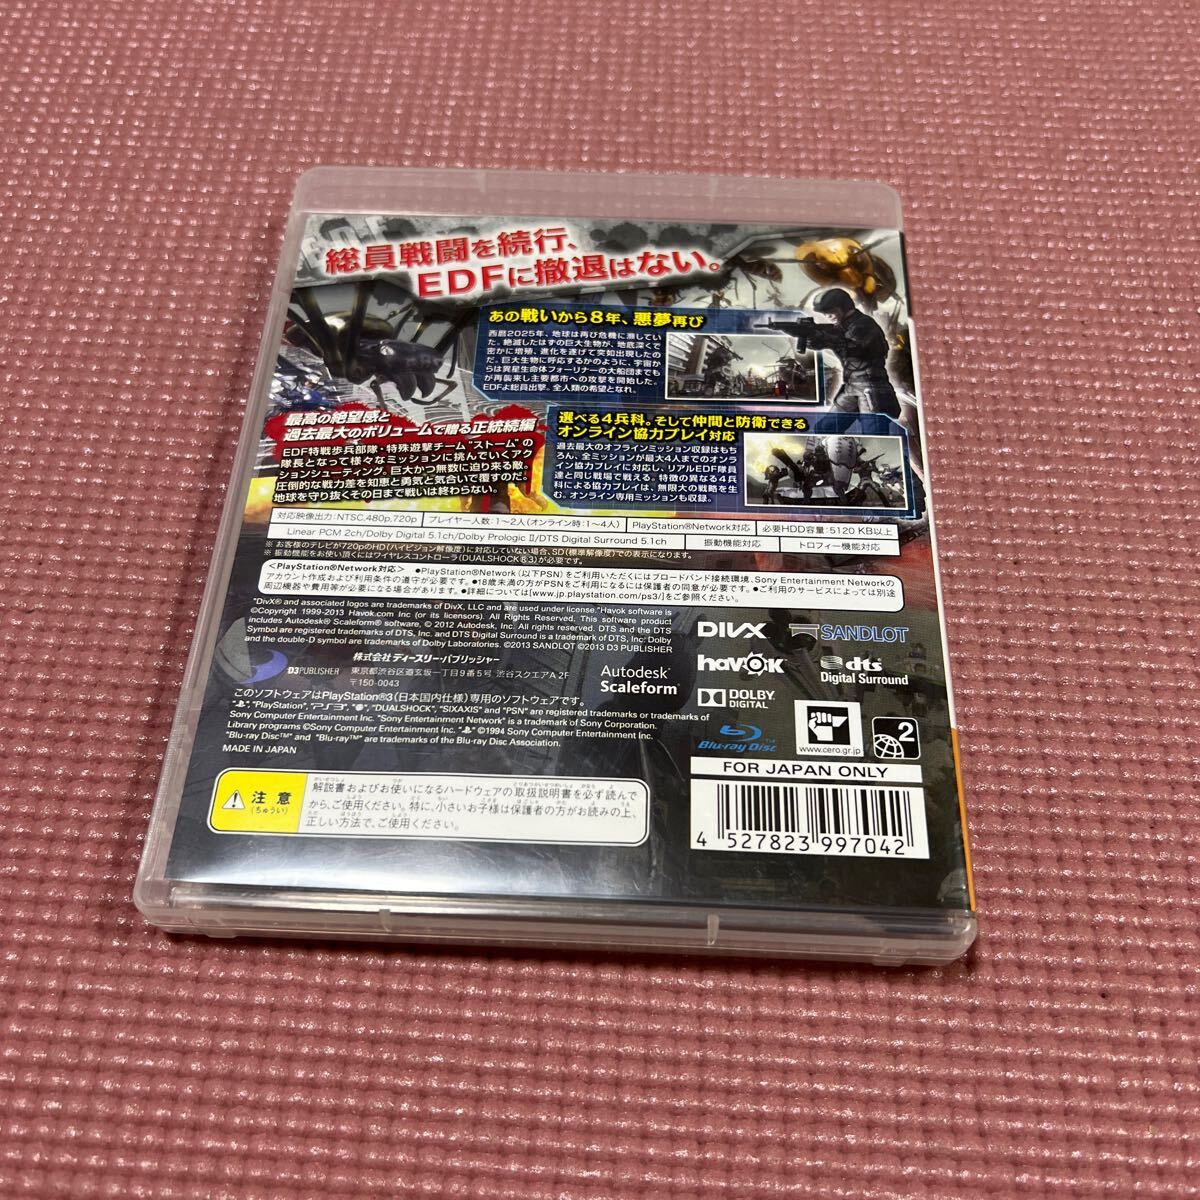 総員戦闘を続行、
EDFに撤退はない。
あの戦いから8年、悪夢再び
西暦2025年、地球は再び危機に瀕してい
た。絶滅したはずの巨大生物が、地底深くで
密かに増殖、進化を遂げて突如出現したの
だ。巨大生物に呼応するかのように、宇宙か
らは異星生命体フォーリナーの大船団までも
が再襲来し主要都市への攻撃を開始した。
EDFよ総員出撃。全人類の希望となれ。
最高の絶望感と
過去最大のボリュームで贈る正統続編
EDF特戦歩兵部隊・特殊遊撃チーム"ストーム"の
隊長となって様々なミッションに挑んでいくアク
ションシューティング。巨大かつ無数に迫り来る敵。
圧倒的な戦力差を知恵と勇気と気合いで覆すのだ。
地球を守り抜くその日まで戦いは終わらない。
選べる4兵科。そして仲間と防衛できる
オンライン協力プレイ対応
過去最大のオフラインミッション収録はもち
ろん、全ミッションが最大4人までのオンラ
イン協力プレイに対応し、リアルEDF隊員
達と同じ戦場で戦える。特徴の異なる4兵
科による協力プレイは、無限大の戦略を生
む。オンライン専用ミッションも収録。
対応映像出力:NTSC,480p,720p プレイヤー人数:1〜2人(オンライン時:1〜4人) PlayStation®Network対応 必要HDD容量:5120 KB以上
Linear PCM 2ch/Dolby Digital 5.1ch/Dolby Prologic II/DTS Digital Surround 5.1ch 振動機能対応 トロフィー機能対応
※お客様のテレビが720pのHD(ハイビジョン解像度)に対応していない場合、SD(標準解像度)での表示になります。
※振動機能をお使い頂くにはワイヤレスコントローラ(DUALSHOCK®3)が必要です。
<PlayStation®Network対応> ●PlayStation®Network(以下PSN)をご利用いただくにはブロードバンド接続環境、Sony Entertainment Networkの
アカウント作成および利用条件の遵守が必要です。●18歳未満の方がPSNをご利用になるには保護者の同意が必要です。●ご利用のサービスによっては別途
周辺機器や費用等が必要になる場合があります。●詳細については[www.jp.playstation.com/ps3/]をご参照ください。
"DivX® and associated logos are trademarks of DivX, LLC and are used under license."Havok software is
©Copyright 1999-2013 Havok.com Inc (or its licensors). All Rights Reserved. This software product
includes Autodesk® Scaleform® software, © 2012 Autodesk, Inc. All rights reserved. DTS and the DTS
Symbol are registered trademarks of DTS, Inc. and DTS Digital Surround is a trademark of DTS, Inc. Dolby
and the double-D symbol are trademarks of Dolby Laboratories. ©2013 SANDLOT ©2013 D3 PUBLISHER
D3PUBLISHER
株式会社ディースリー・パブリッシャー
東京都渋谷区道玄坂一丁目9番5号 渋谷スクエアA 2F
〒150-0043
Autodesk®
Scaleform®
DIVX
SANDLOT
havok
dts
Digital Surround
DOLBY
DIGITAL
Blu-ray Disc™
www.cero.gr.jp
2
このソフトウェアはPlayStation®3(日本国内仕様)専用のソフトウェアです。
"", "PlayStation", "PS3", "", "DUALSHOCK", "SIXAXIS" and "PSN" are registered trademarks or trademarks of
Sony Computer Entertainment Inc. "Sony Entertainment Network" is a trademark of Sony Corporation.
Library programs ©Sony Computer Entertainment Inc. "" ©1994 Sony Computer Entertainment Inc.
"Blu-ray Disc™" and "Blu-ray™" are trademarks of the Blu-ray Disc Association.
MADE IN JAPAN
注意
(ちゅうい)
解説書およびお使いになるハードウェアの取扱説明書を必ず読んで
から、ご使用ください。特に、小さいお子様は保護者の方がお読みの上、
正しい方法で、ご使用ください。
FOR JAPAN ONLY
4 527823 997042